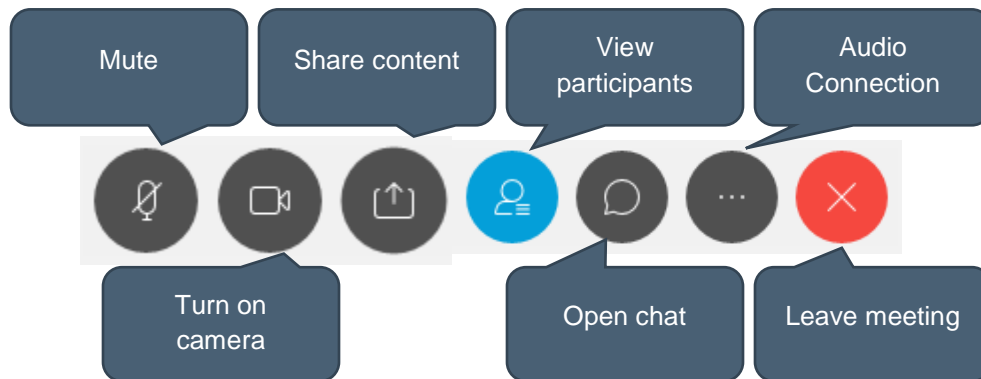 Mute
Share content
View
participants
Audio
Connection
Turn on
camera
Open chat
Leave meeting